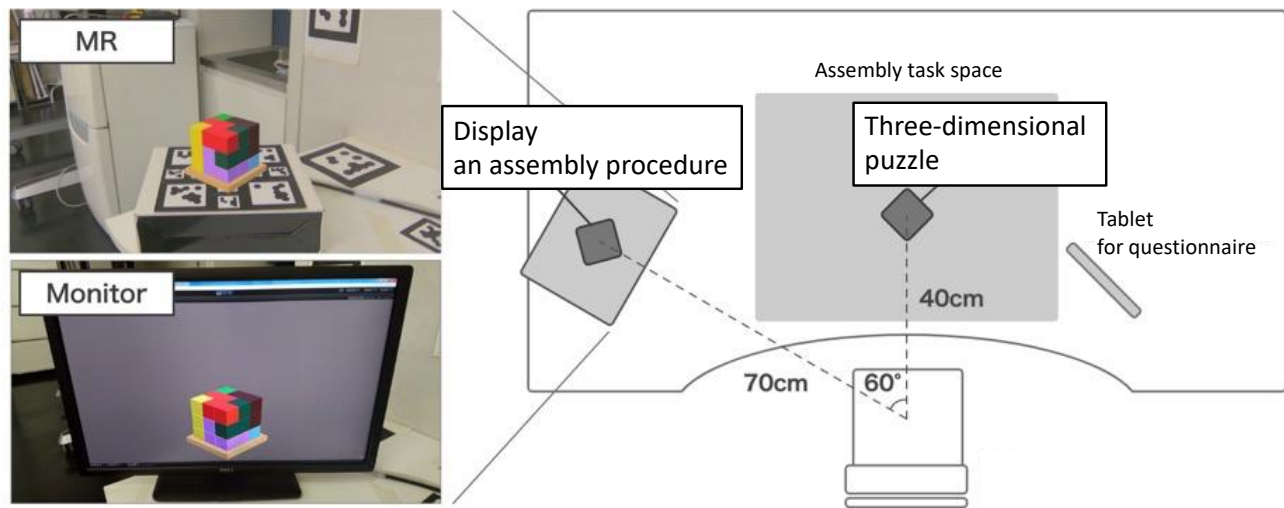 MR
Monitor
Display
an assembly procedure
Assembly task space
Three-dimensional
puzzle
Tablet
for questionnaire
40cm
70cm
60°